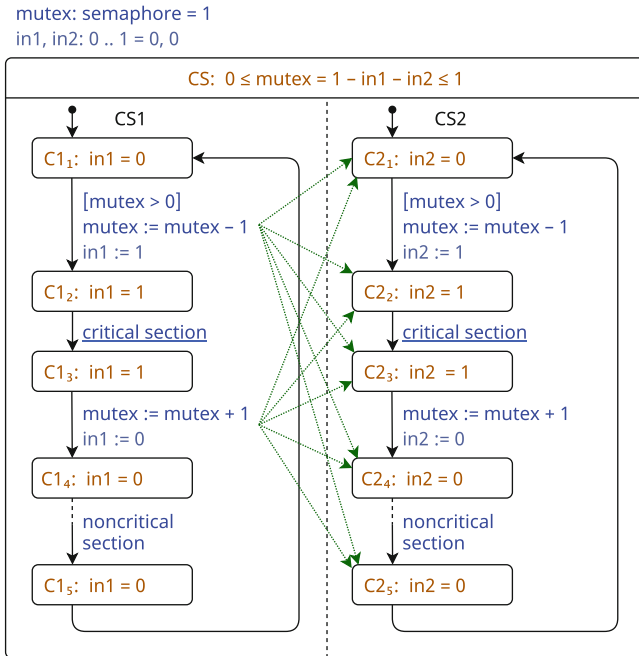 mutex: semaphore = 1
in1, in2: 0 .. 1 = 0, 0
CS: 0 ≤ mutex = 1 – in1 – in2 ≤ 1
CS1
C1₁: in1 = 0
[mutex > 0]
mutex := mutex – 1
in1 := 1
C1₂: in1 = 1
critical section
C1₃: in1 = 1
mutex := mutex + 1
in1 := 0
C1₄: in1 = 0
noncritical
section
C1₅: in1 = 0
CS2
C2₁: in2 = 0
[mutex > 0]
mutex := mutex – 1
in2 := 1
C2₂: in2 = 1
critical section
C2₃: in2 = 1
mutex := mutex + 1
in2 := 0
C2₄: in2 = 0
noncritical
section
C2₅: in2 = 0